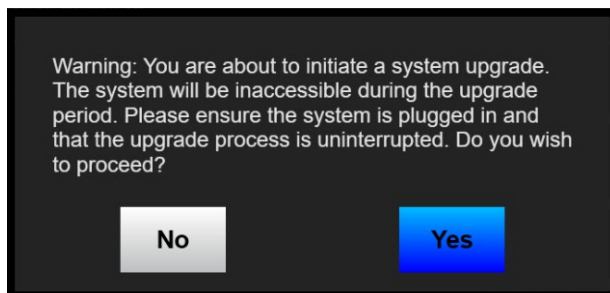 Warning: You are about to initiate a system upgrade.
The system will be inaccessible during the upgrade
period. Please ensure the system is plugged in and
that the upgrade process is uninterrupted. Do you wish
to proceed?
No
Yes